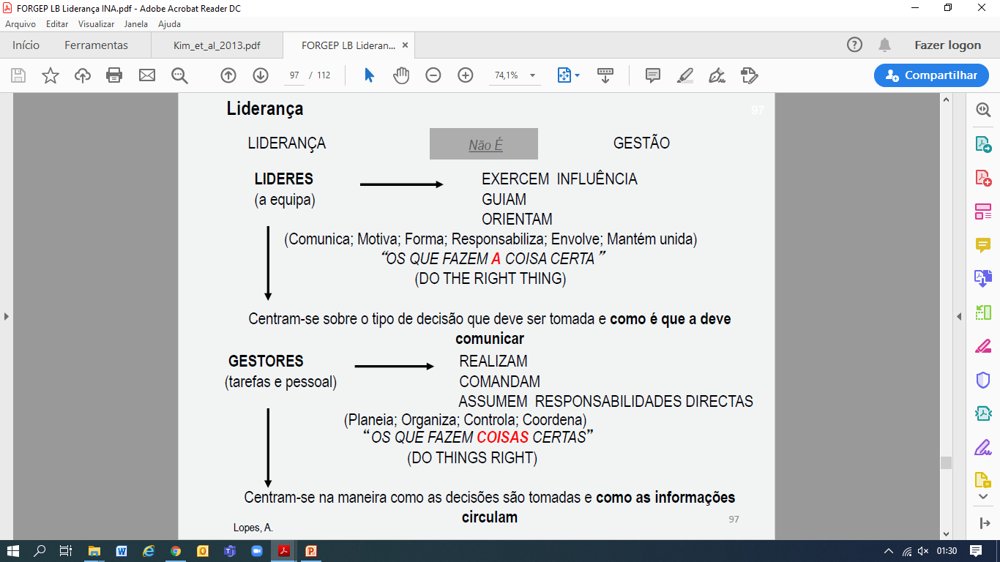 FORGEP LB Liderança INA.pdf - Adobe Acrobat Reader DC
Arquivo Editar Visualizar Janela Ajuda
Início Ferramentas Kim_et_al_2013.pdf FORGEP LB Lideran... × Fazer logon
97 / 112 74,1% Compartilhar
Liderança 97
LIDERANÇA Não É GESTÃO
LIDERES EXERCEM INFLUÊNCIA
(a equipa) GUIAM
ORIENTAM
(Comunica; Motiva; Forma; Responsabiliza; Envolve; Mantém unida)
“OS QUE FAZEM A COISA CERTA ”
(DO THE RIGHT THING)
Centram-se sobre o tipo de decisão que deve ser tomada e como é que a deve
comunicar
GESTORES REALIZAM
(tarefas e pessoal) COMANDAM
ASSUMEM RESPONSABILIDADES DIRECTAS
(Planeia; Organiza; Controla; Coordena)
“ OS QUE FAZEM COISAS CERTAS”
(DO THINGS RIGHT)
Centram-se na maneira como as decisões são tomadas e como as informações
circulam
97
Lopes, A.
01:30